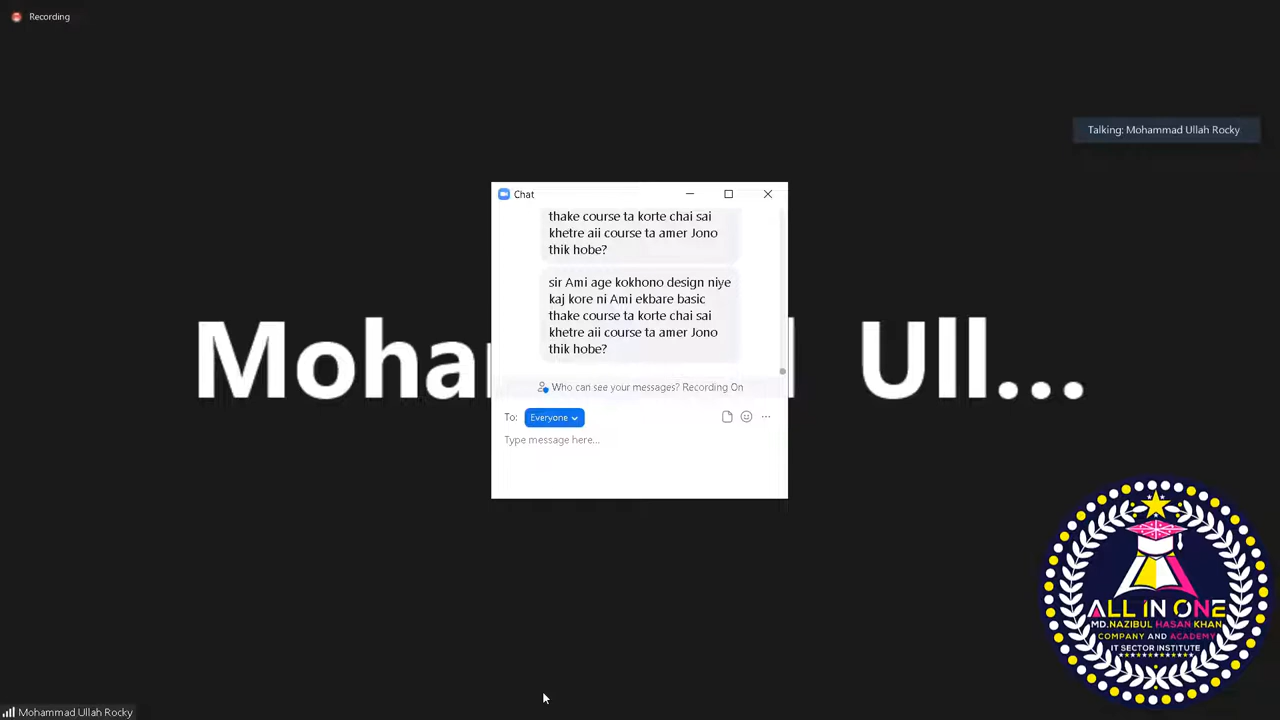 Recording
Talking: Mohammad Ullah Rocky
Chat
thake course ta korte chai sai
khetre aii course ta amer Jono
thik hobe?
sir Ami age kokhono design niye
kaj kore ni Ami ekbare basic
thake course ta korte chai sai
khetre aii course ta amer Jono
thik hobe?
Moha
d Ull...
Who can see your messages? Recording On
To: Everyone
Type message here...
ALL IN ONE
MD.NAZIBUL HASAN KHAN
COMPANY AND ACADEMY
IT SECTOR INSTITUTE
Mohammad Ullah Rocky